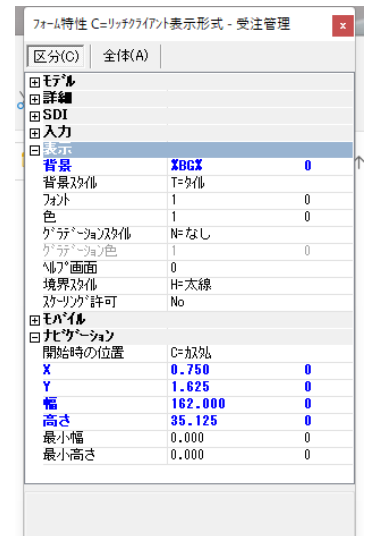 フォーム特性 C=リッチクライアント表示形式 - 受注管理 x
区分(C) 全体(A)
モデル
詳細
SDI
入力
表示
背景 %BG% 0
背景スタイル T=タイル
フォント 1 0
色 1 0
グラデーションスタイル N=なし
グラデーション色 1 0
ヘルプ画面 0
境界スタイル H=太線
スケーリング許可 No
モバイル
ナビゲーション
開始時の位置 C=カスタム
X 0.750 0
Y 1.625 0
幅 162.000 0
高さ 35.125 0
最小幅 0.000 0
最小高さ 0.000 0